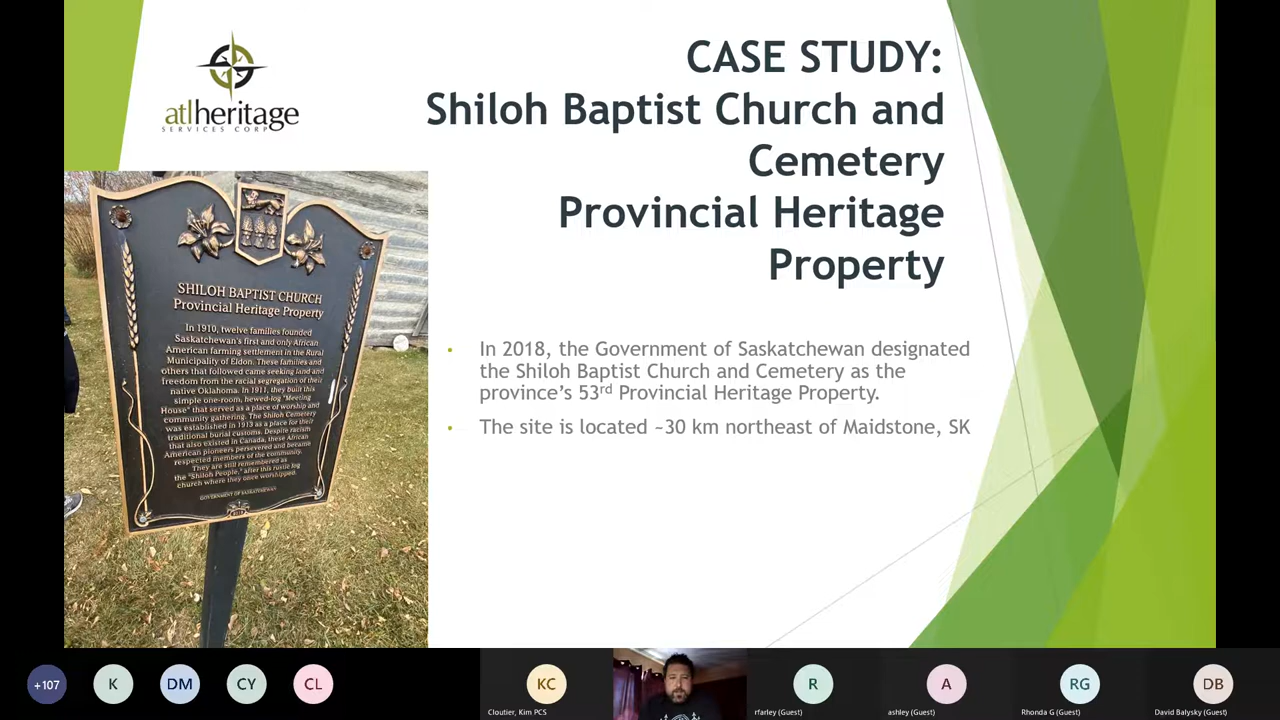 atlheritage
SERVICES CORP
CASE STUDY:
Shiloh Baptist Church and
Cemetery
Provincial Heritage
Property
SHILOH BAPTIST CHURCH
Provincial Heritage Property
In 1910, twelve families founded
Saskatchewan's first and only African
American farming settlement in the Rural
Municipality of Eldon. These families and
others that followed came seeking land and
freedom from the racial segregation of their
native Oklahoma. In 1911, they built this
simple one-room, hewed-log "Meeting
House" that served as a place of worship and
community gathering. The Shiloh Cemetery
was established in 1913 as a place for their
traditional burial customs. Despite racism
that also existed in Canada, these African
American pioneers persevered and became
respected members of the community.
They are still remembered as
the "Shiloh People," after this rustic log
church where they once worshipped.
GOVERNMENT OF SASKATCHEWAN
• In 2018, the Government of Saskatchewan designated
the Shiloh Baptist Church and Cemetery as the
province's 53rd Provincial Heritage Property.
• The site is located ~30 km northeast of Maidstone, SK
+107
K
DM
CY
CL
KC
Cloutier, Kim PCS
R
rfarley (Guest)
A
ashley (Guest)
RG
Rhonda G (Guest)
DB
David Balysky (Guest)